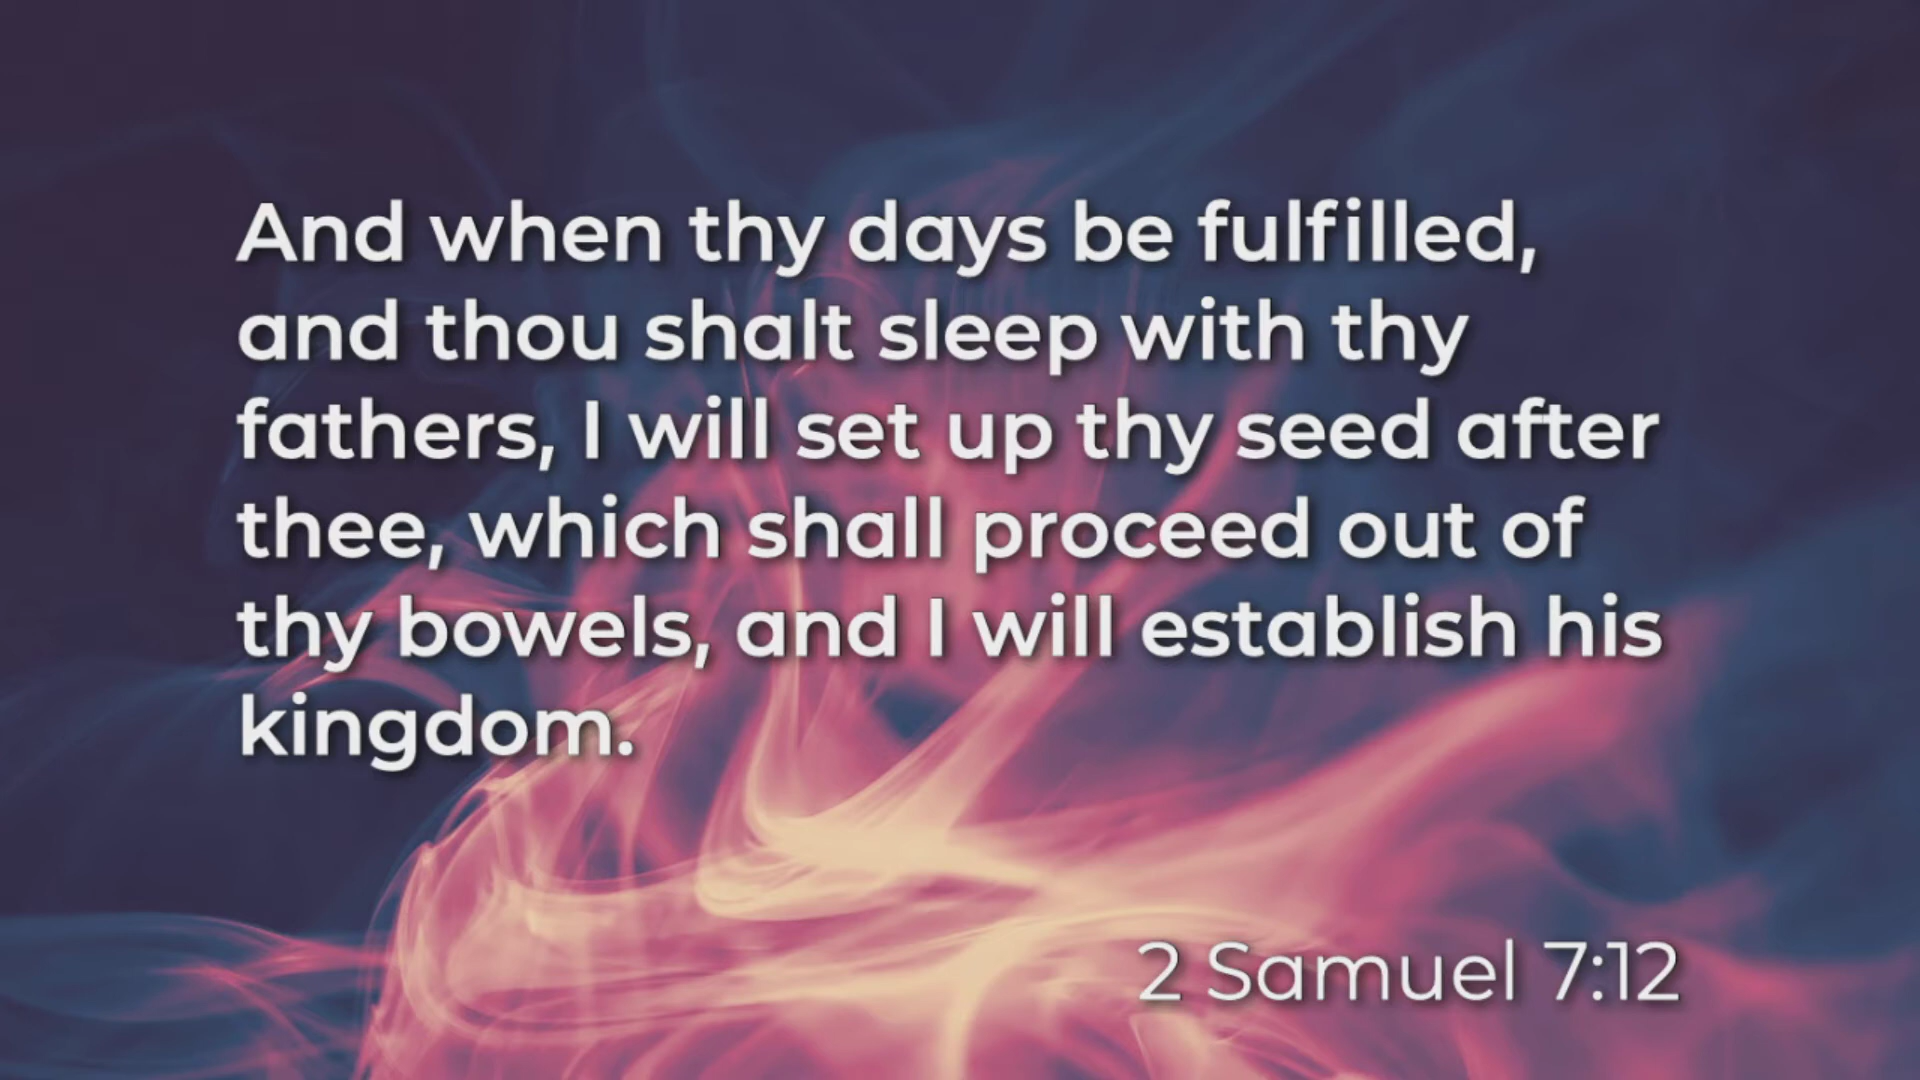 And when thy days be fulfilled,
and thou shalt sleep with thy
fathers, I will set up thy seed after
thee, which shall proceed out of
thy bowels, and I will establish his
kingdom.
2 Samuel 7:12